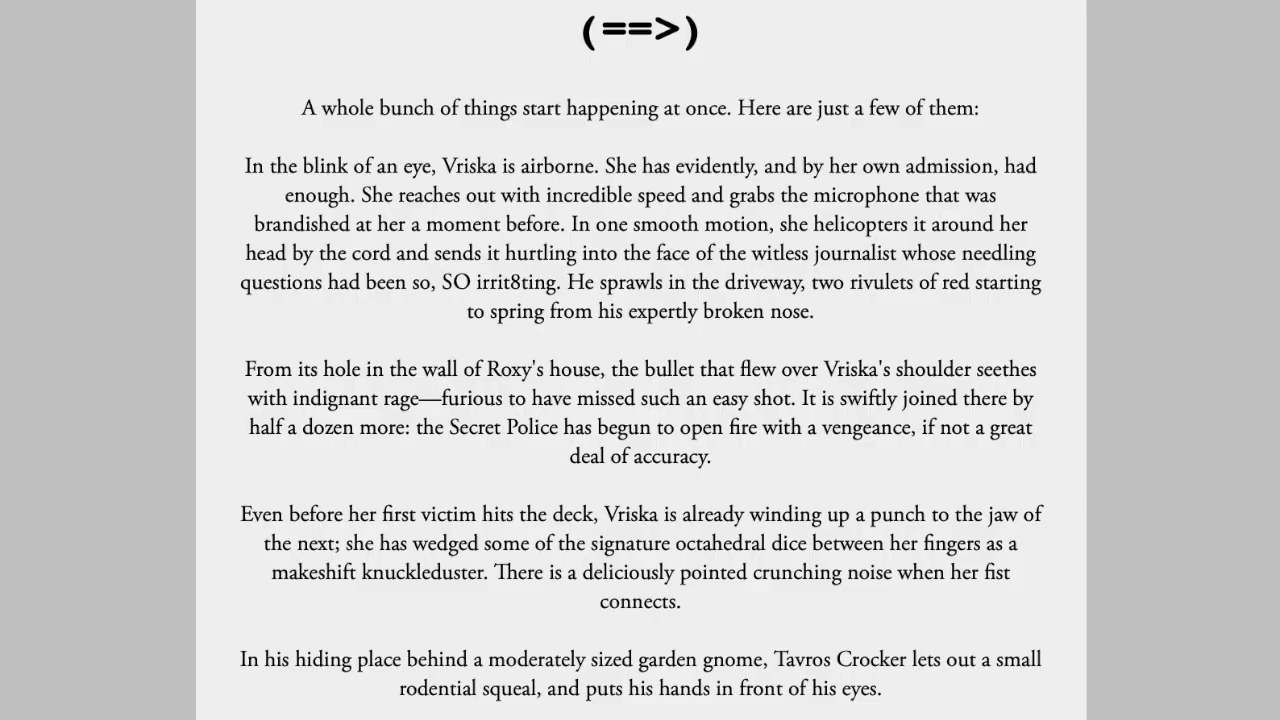 (==>)
A whole bunch of things start happening at once. Here are just a few of them:
In the blink of an eye, Vriska is airborne. She has evidently, and by her own admission, had
enough. She reaches out with incredible speed and grabs the microphone that was
brandished at her a moment before. In one smooth motion, she helicopters it around her
head by the cord and sends it hurtling into the face of the witless journalist whose needling
questions had been so, SO irrit8ting. He sprawls in the driveway, two rivulets of red starting
to spring from his expertly broken nose.
From its hole in the wall of Roxy's house, the bullet that flew over Vriska's shoulder seethes
with indignant rage—furious to have missed such an easy shot. It is swiftly joined there by
half a dozen more: the Secret Police has begun to open fire with a vengeance, if not a great
deal of accuracy.
Even before her first victim hits the deck, Vriska is already winding up a punch to the jaw of
the next; she has wedged some of the signature octahedral dice between her fingers as a
makeshift knuckleduster. There is a deliciously pointed crunching noise when her fist
connects.
In his hiding place behind a moderately sized garden gnome, Tavros Crocker lets out a small
rodential squeal, and puts his hands in front of his eyes.